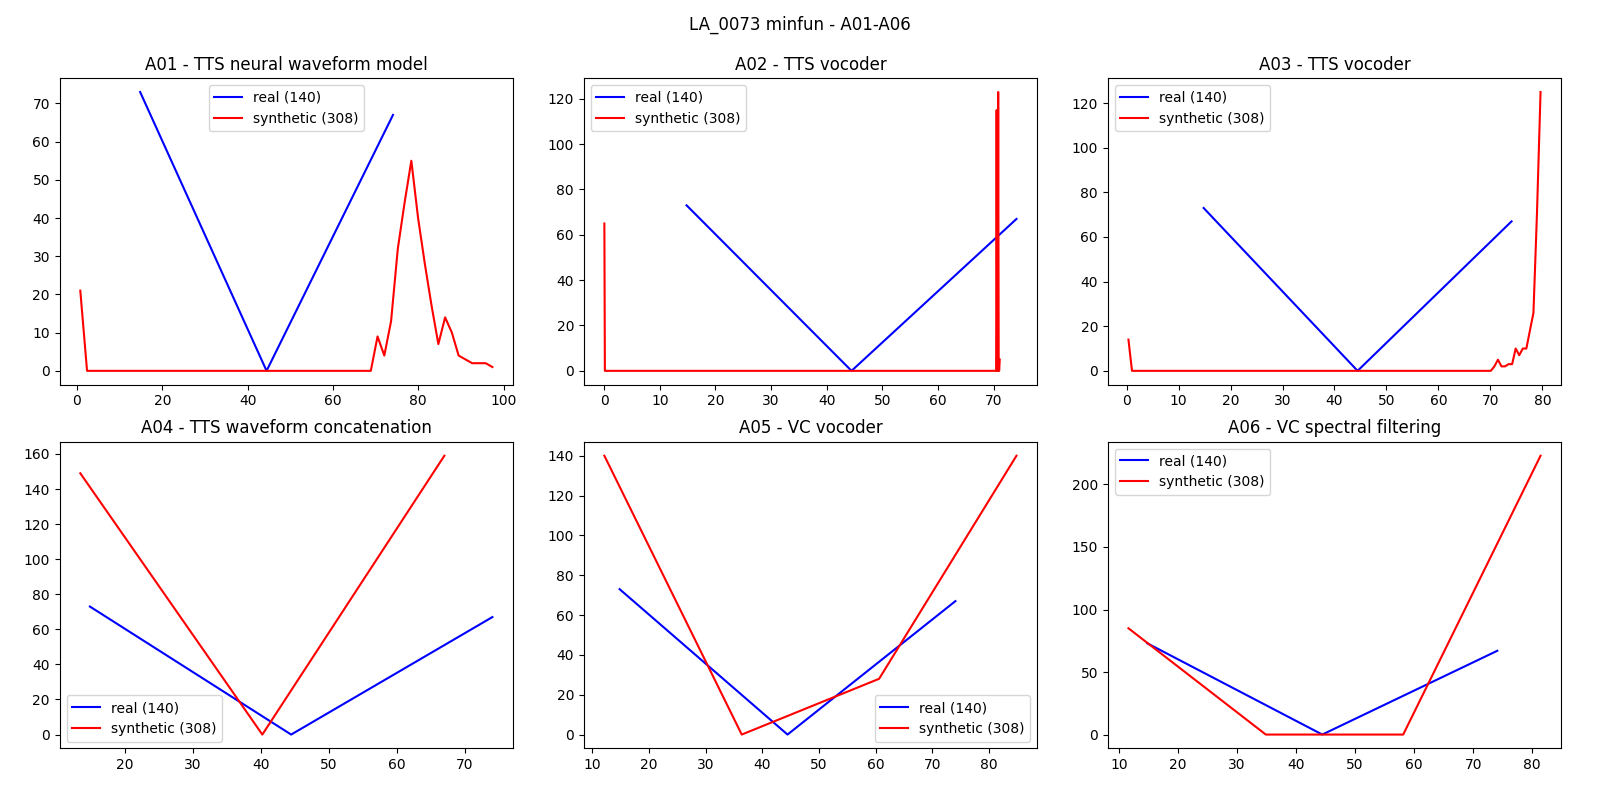 LA_0073 minfun - A01-A06
A01 - TTS neural waveform model
real (140)
synthetic (308)
70
60
50
40
30
20
10
0
0 20 40 60 80 100
A02 - TTS vocoder
real (140)
synthetic (308)
120
100
80
60
40
20
0
0 10 20 30 40 50 60 70
A03 - TTS vocoder
real (140)
synthetic (308)
120
100
80
60
40
20
0
0 10 20 30 40 50 60 70 80
A04 - TTS waveform concatenation
160
140
120
100
80
60
40
20
0
real (140)
synthetic (308)
20 30 40 50 60 70
A05 - VC vocoder
140
120
100
80
60
40
20
0
real (140)
synthetic (308)
10 20 30 40 50 60 70 80
A06 - VC spectral filtering
real (140)
synthetic (308)
200
150
100
50
0
10 20 30 40 50 60 70 80